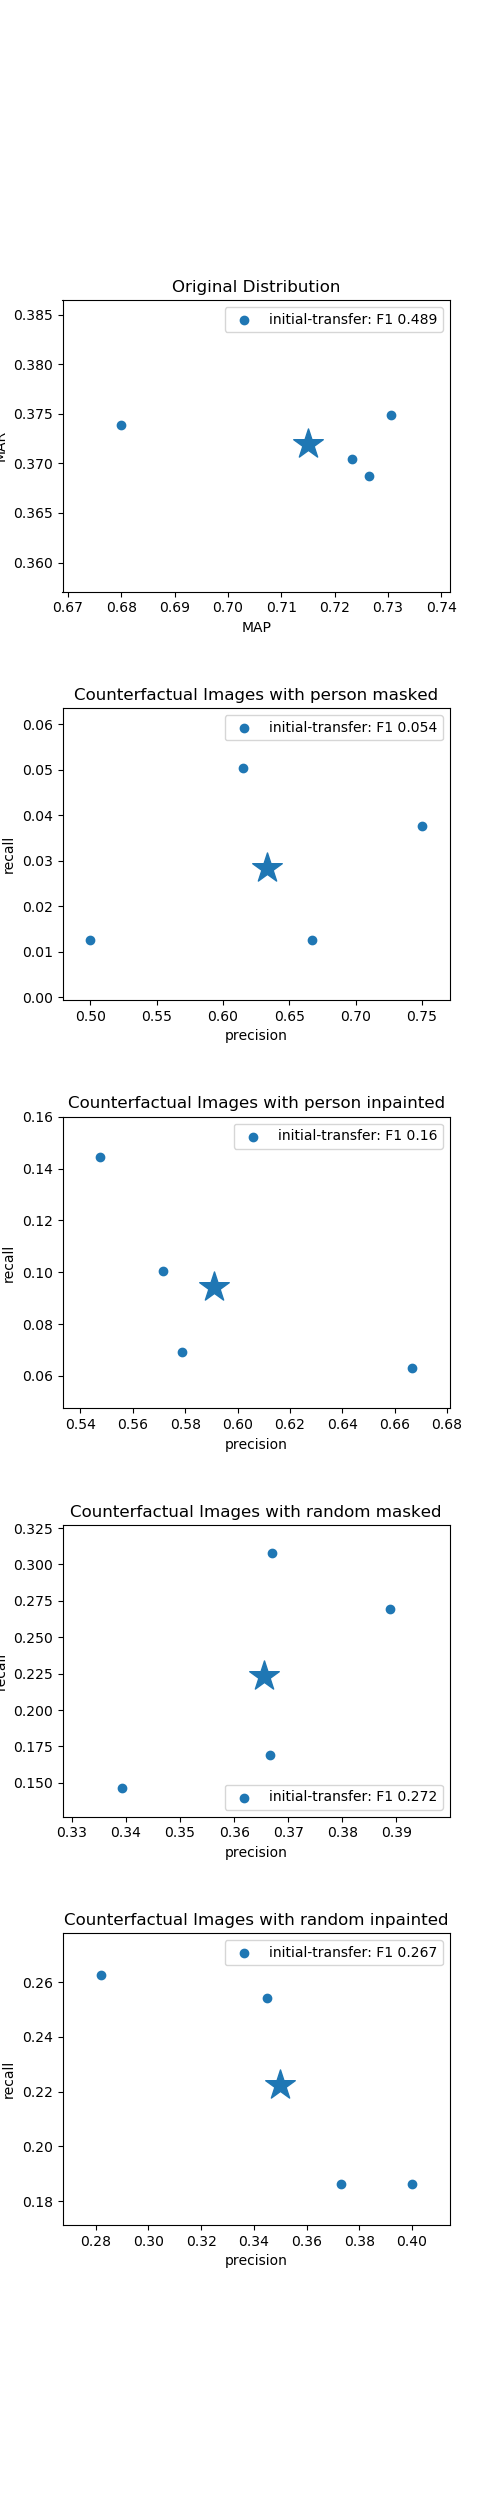 Original Distribution
initial-transfer: F1 0.489
0.385
0.380
0.375
0.370
0.365
0.360
MAR
0.67 0.68 0.69 0.70 0.71 0.72 0.73 0.74
MAP
Counterfactual Images with person masked
initial-transfer: F1 0.054
0.06
0.05
0.04
0.03
0.02
0.01
0.00
recall
0.50 0.55 0.60 0.65 0.70 0.75
precision
Counterfactual Images with person inpainted
initial-transfer: F1 0.16
0.16
0.14
0.12
0.10
0.08
0.06
recall
0.54 0.56 0.58 0.60 0.62 0.64 0.66 0.68
precision
Counterfactual Images with random masked
0.325
0.300
0.275
0.250
0.225
0.200
0.175
0.150
recall
initial-transfer: F1 0.272
0.33 0.34 0.35 0.36 0.37 0.38 0.39
precision
Counterfactual Images with random inpainted
initial-transfer: F1 0.267
0.26
0.24
0.22
0.20
0.18
recall
0.28 0.30 0.32 0.34 0.36 0.38 0.40
precision